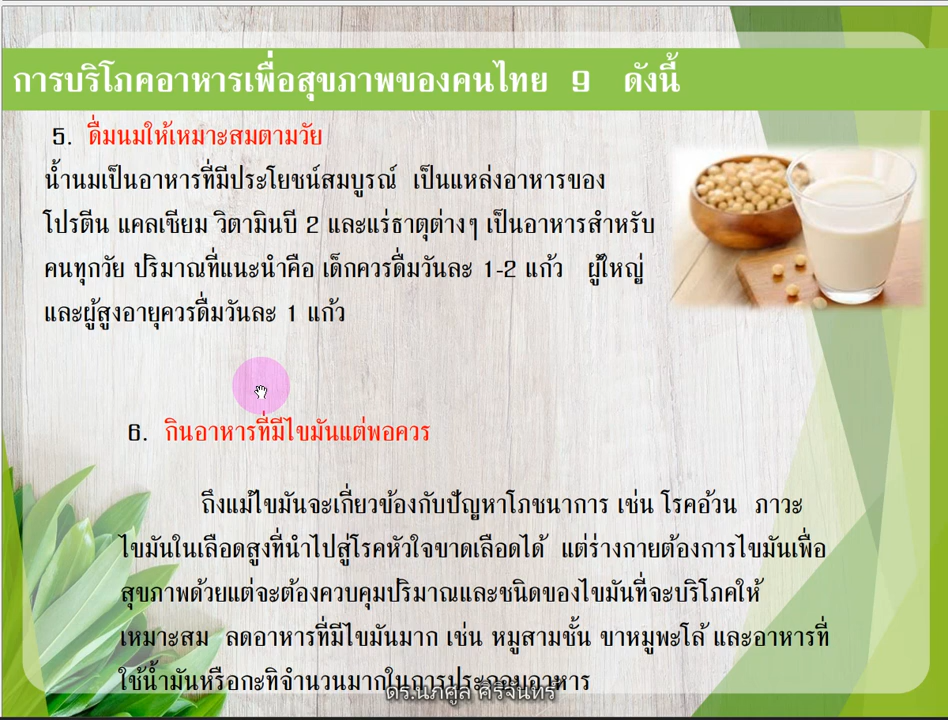 การบริโภคอาหารเพื่อสุขภาพของคนไทย 9 ดังนี้
5. ดื่มนมให้เหมาะสมตามวัย
น้ำนมเป็นอาหารที่มีประโยชน์สมบูรณ์ เป็นแหล่งอาหารของ
โปรตีน แคลเซียม วิตามินบี 2 และแร่ธาตุต่างๆ เป็นอาหารสำหรับ
คนทุกวัย ปริมาณที่แนะนำคือ เด็กควรดื่มวันละ 1-2 แก้ว ผู้ใหญ่
และผู้สูงอายุควรดื่มวันละ 1 แก้ว
6. กินอาหารที่มีไขมันแต่พอควร
ถึงแม้ไขมันจะเกี่ยวข้องกับปัญหาโภชนาการ เช่น โรคอ้วน ภาวะ
ไขมันในเลือดสูงที่นำไปสู่โรคหัวใจขาดเลือดได้ แต่ร่างกายต้องการไขมันเพื่อ
สุขภาพด้วยแต่จะต้องควบคุมปริมาณและชนิดของไขมันที่จะบริโภคให้
เหมาะสม ลดอาหารที่มีไขมันมาก เช่น หมูสามชั้น ขาหมูพะโล้ และอาหารที่
ใช้น้ำมันหรือกะทิจำนวนมากในการประกอบอาหาร
ดร.นภศูล ศิริจันทร์